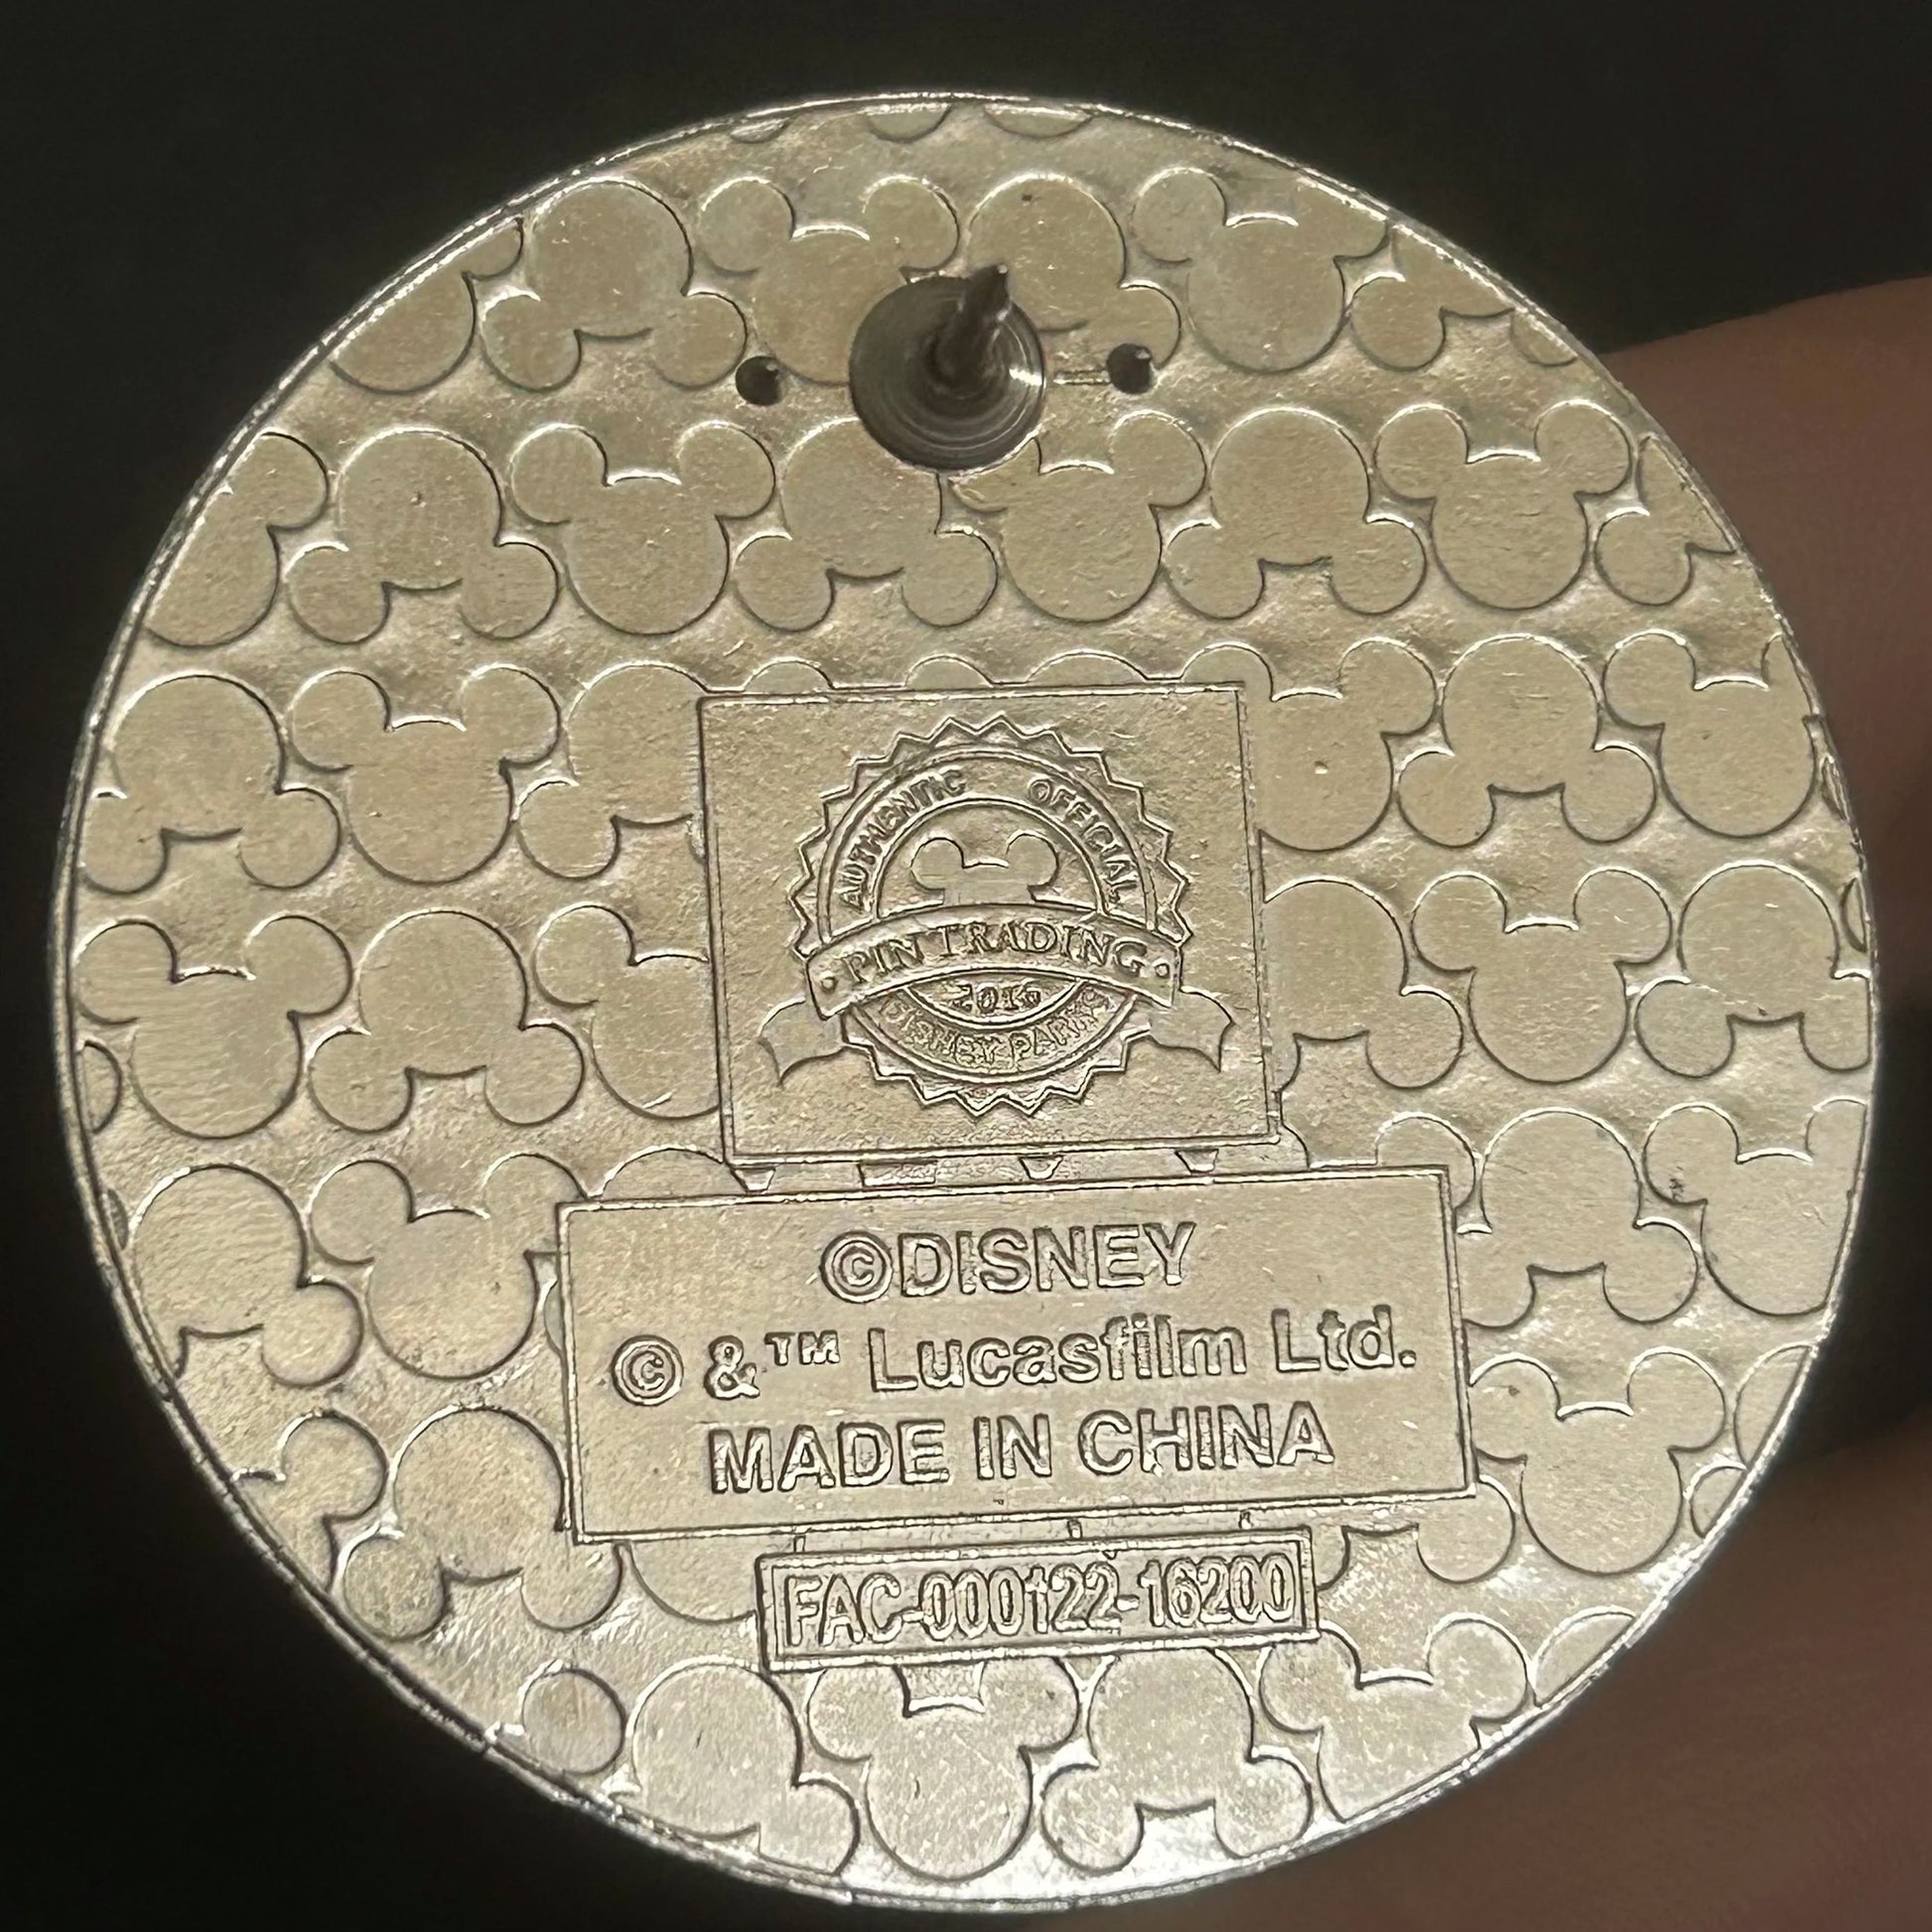 AUTHENTIC OFFICIAL
·PIN TRADING·
2016
DISNEY PARKS
©DISNEY
© &™ Lucasfilm Ltd.
MADE IN CHINA
FAC-000122-16200